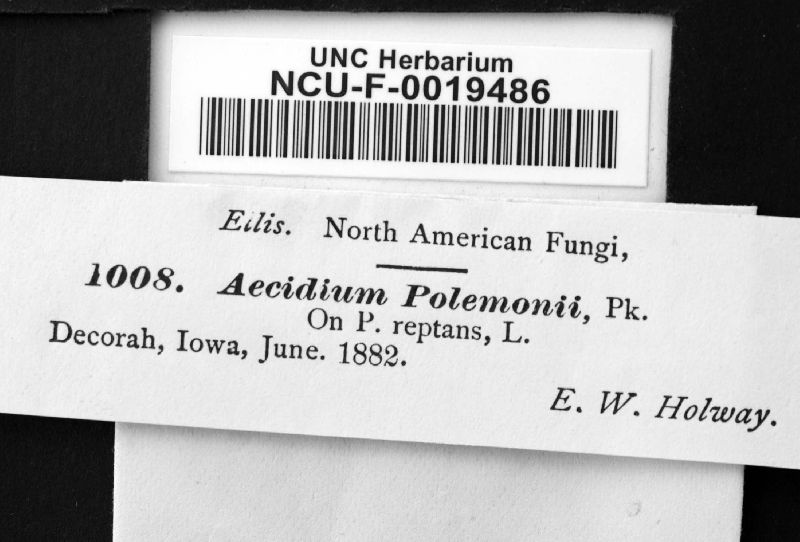 UNC Herbarium
NCU-F-0019486
Ellis. North American Fungi,
1008. Aecidium Polemonii, Pk.
On P. reptans, L.
Decorah, Iowa, June. 1882.
E. W. Holway.